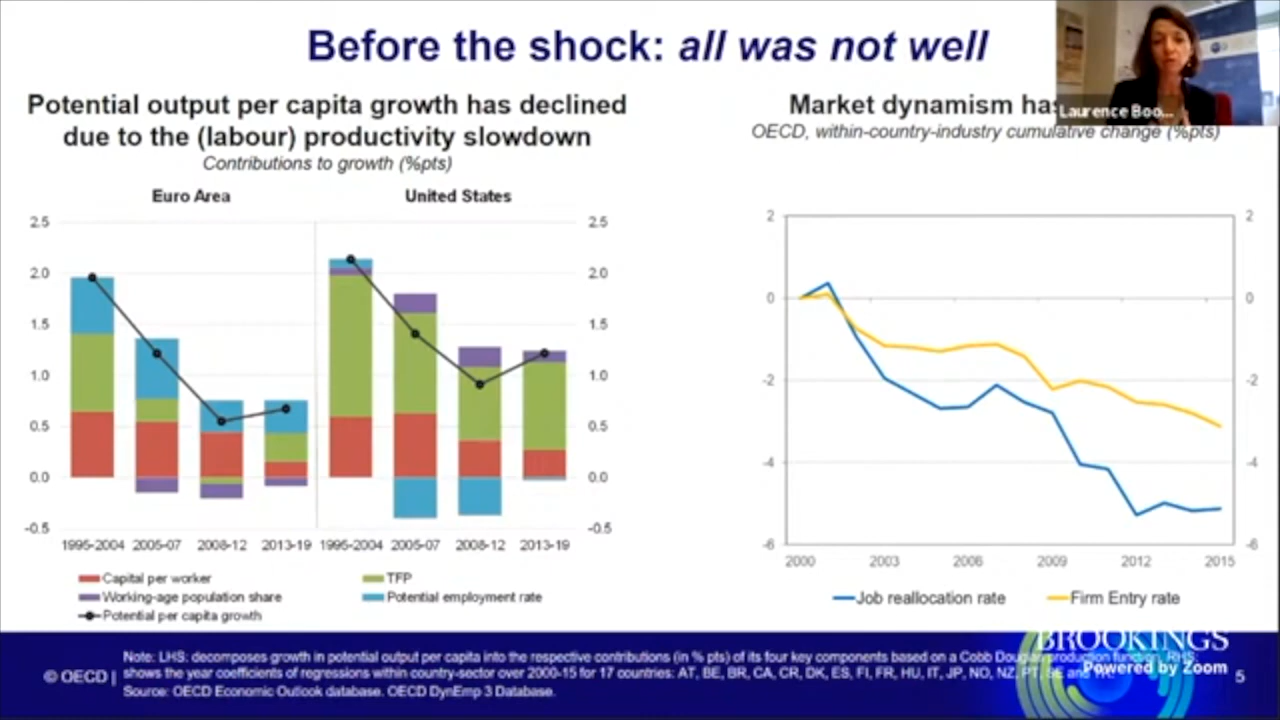 Before the shock: all was not well
Laurence Boo...
Potential output per capita growth has declined
due to the (labour) productivity slowdown
Contributions to growth (%pts)
Market dynamism has
OECD, within-country-industry cumulative change (%pts)
Euro Area
United States
2.5
2.0
1.5
1.0
0.5
0.0
-0.5
2.5
2.0
1.5
1.0
0.5
0.0
-0.5
1995-2004 2005-07 2008-12 2013-19 1995-2004 2005-07 2008-12 2013-19
Capital per worker
TFP
Working-age population share
Potential employment rate
Potential per capita growth
2
0
-2
-4
-6
2
0
-2
-4
-6
2000 2003 2006 2009 2012 2015
Job reallocation rate
Firm Entry rate
© OECD |
Note: LHS: decomposes growth in potential output per capita into the respective contributions (in % pts) of its four key components based on a Cobb Douglas production function. RHS
shows the year coefficients of regressions within country-sector over 2000-15 for 17 countries: AT, BE, BR, CA, CR, DK, ES, FI, FR, HU, IT, JP, NO, NZ, PT, SE and
Source: OECD Economic Outlook database. OECD DynEmp 3 Database.
BROOKINGS
Powered by Zoom
5